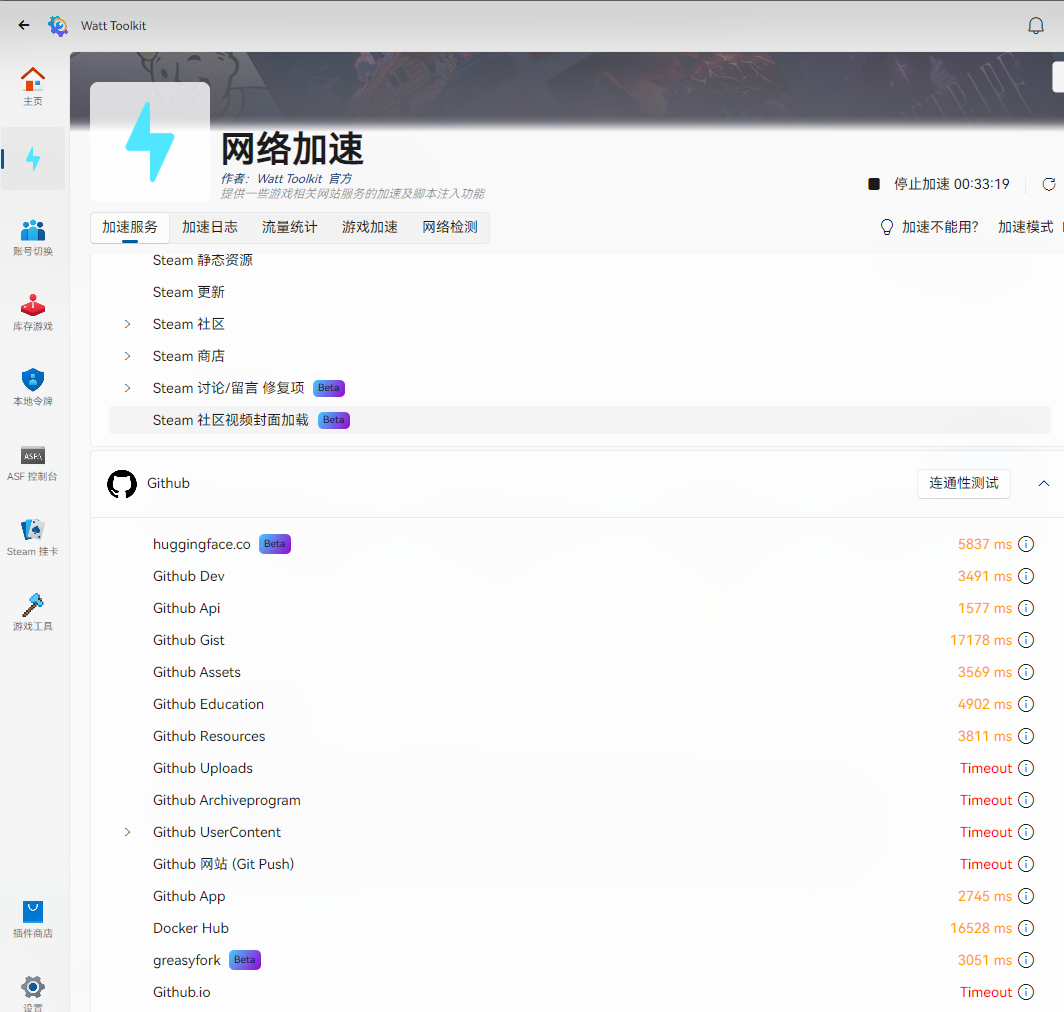 Watt Toolkit
主页
网络加速
作者：Watt Toolkit 官方
提供一些游戏相关网站服务的加速及脚本注入功能
停止加速 00:33:19
加速服务 加速日志 流量统计 游戏加速 网络检测
加速不能用? 加速模式
账号切换
库存游戏
本地令牌
ASF 控制台
Steam 挂卡
游戏工具
插件商店
设置
Steam 静态资源
Steam 更新
Steam 社区
Steam 商店
Steam 讨论/留言 修复项 Beta
Steam 社区视频封面加载 Beta
Github 连通性测试
huggingface.co Beta 5837 ms
Github Dev 3491 ms
Github Api 1577 ms
Github Gist 17178 ms
Github Assets 3569 ms
Github Education 4902 ms
Github Resources 3811 ms
Github Uploads Timeout
Github Archiveprogram Timeout
Github UserContent Timeout
Github 网站 (Git Push) Timeout
Github App 2745 ms
Docker Hub 16528 ms
greasyfork Beta 3051 ms
Github.io Timeout